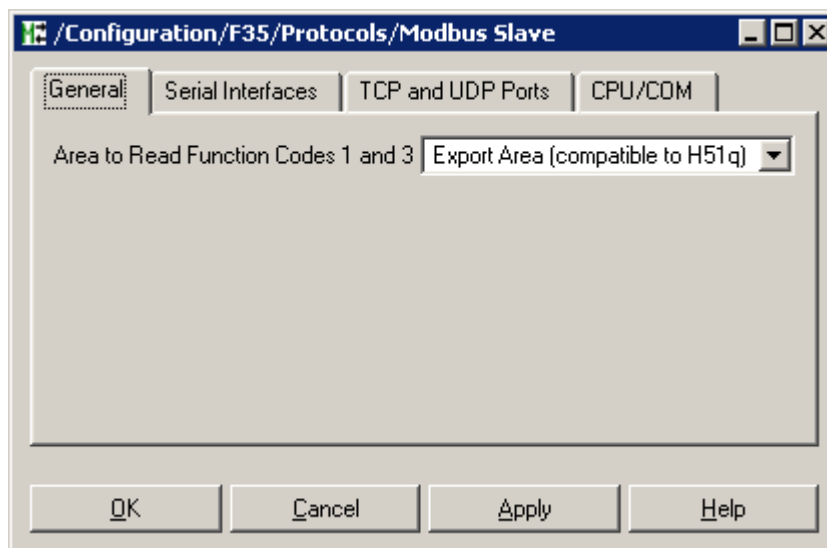 /Configuration/F35/Protocols/Modbus Slave
General Serial Interfaces TCP and UDP Ports CPU/COM
Area to Read Function Codes 1 and 3 Export Area (compatible to H51q)
OK Cancel Apply Help